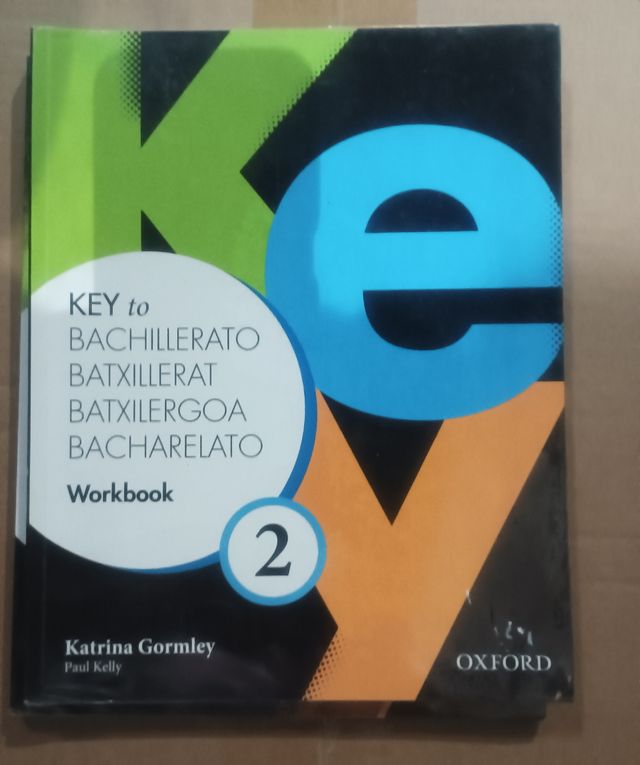 Key
KEY to
BACHILLERATO
BATXILLERAT
BATXILERGOA
BACHARELATO
Workbook
2
Katrina Gormley
Paul Kelly
OXFORD